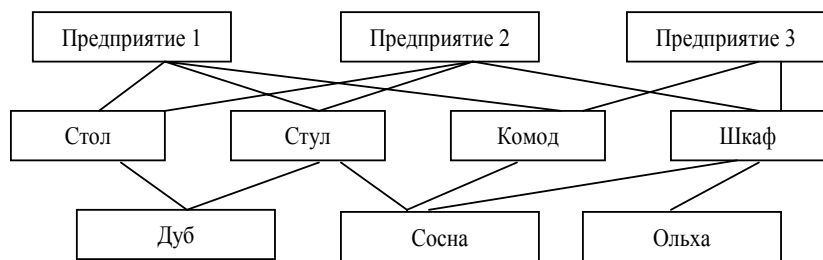 Предприятие 1
Предприятие 2
Предприятие 3
Стол
Стул
Комод
Шкаф
Дуб
Сосна
Ольха